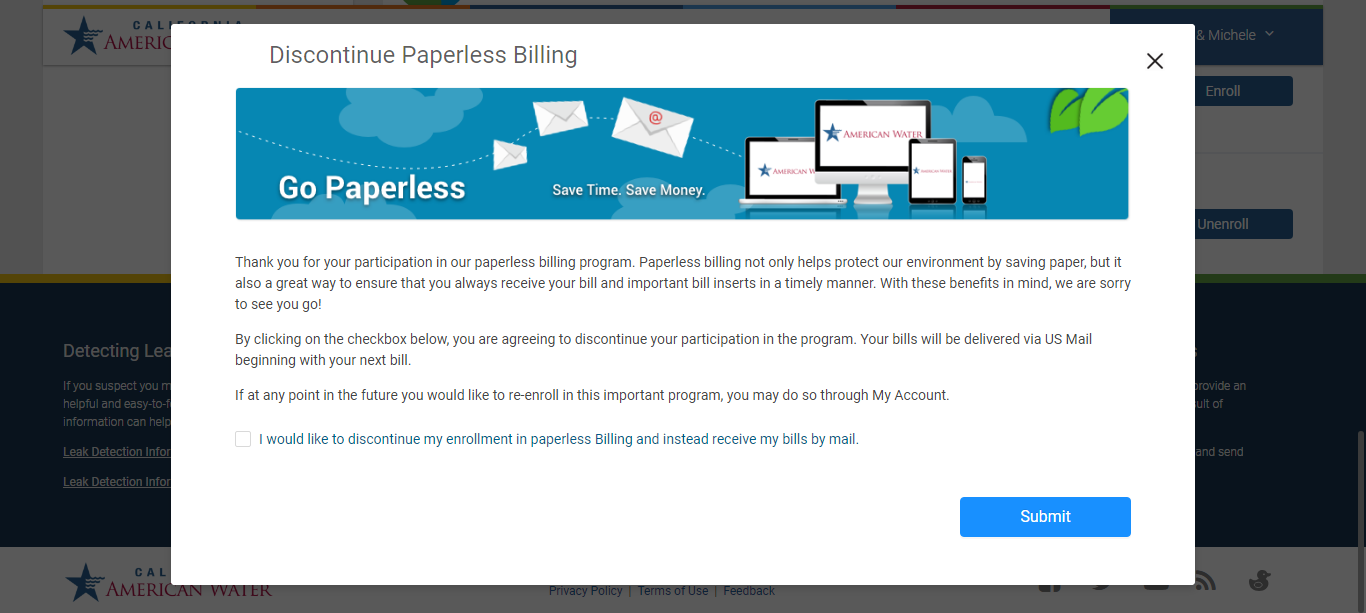 CALIFORNIA
AMERIC
Discontinue Paperless Billing
& Michele
Enroll
@
AMERICAN WATER
AMERICAN W
AMERICAN WATER
Go Paperless
Save Time. Save Money.
Unenroll
Thank you for your participation in our paperless billing program. Paperless billing not only helps protect our environment by saving paper, but it
also a great way to ensure that you always receive your bill and important bill inserts in a timely manner. With these benefits in mind, we are sorry
to see you go!
By clicking on the checkbox below, you are agreeing to discontinue your participation in the program. Your bills will be delivered via US Mail
beginning with your next bill.
If at any point in the future you would like to re-enroll in this important program, you may do so through My Account.
I would like to discontinue my enrollment in paperless Billing and instead receive my bills by mail.
Submit
Detecting Lea
If you suspect you m
helpful and easy-to-f
information can help
Leak Detection Infor
Leak Detection Infor
s
provide an
ult of
and send
CAL
AMERICAN WATER
Privacy Policy | Terms of Use | Feedback